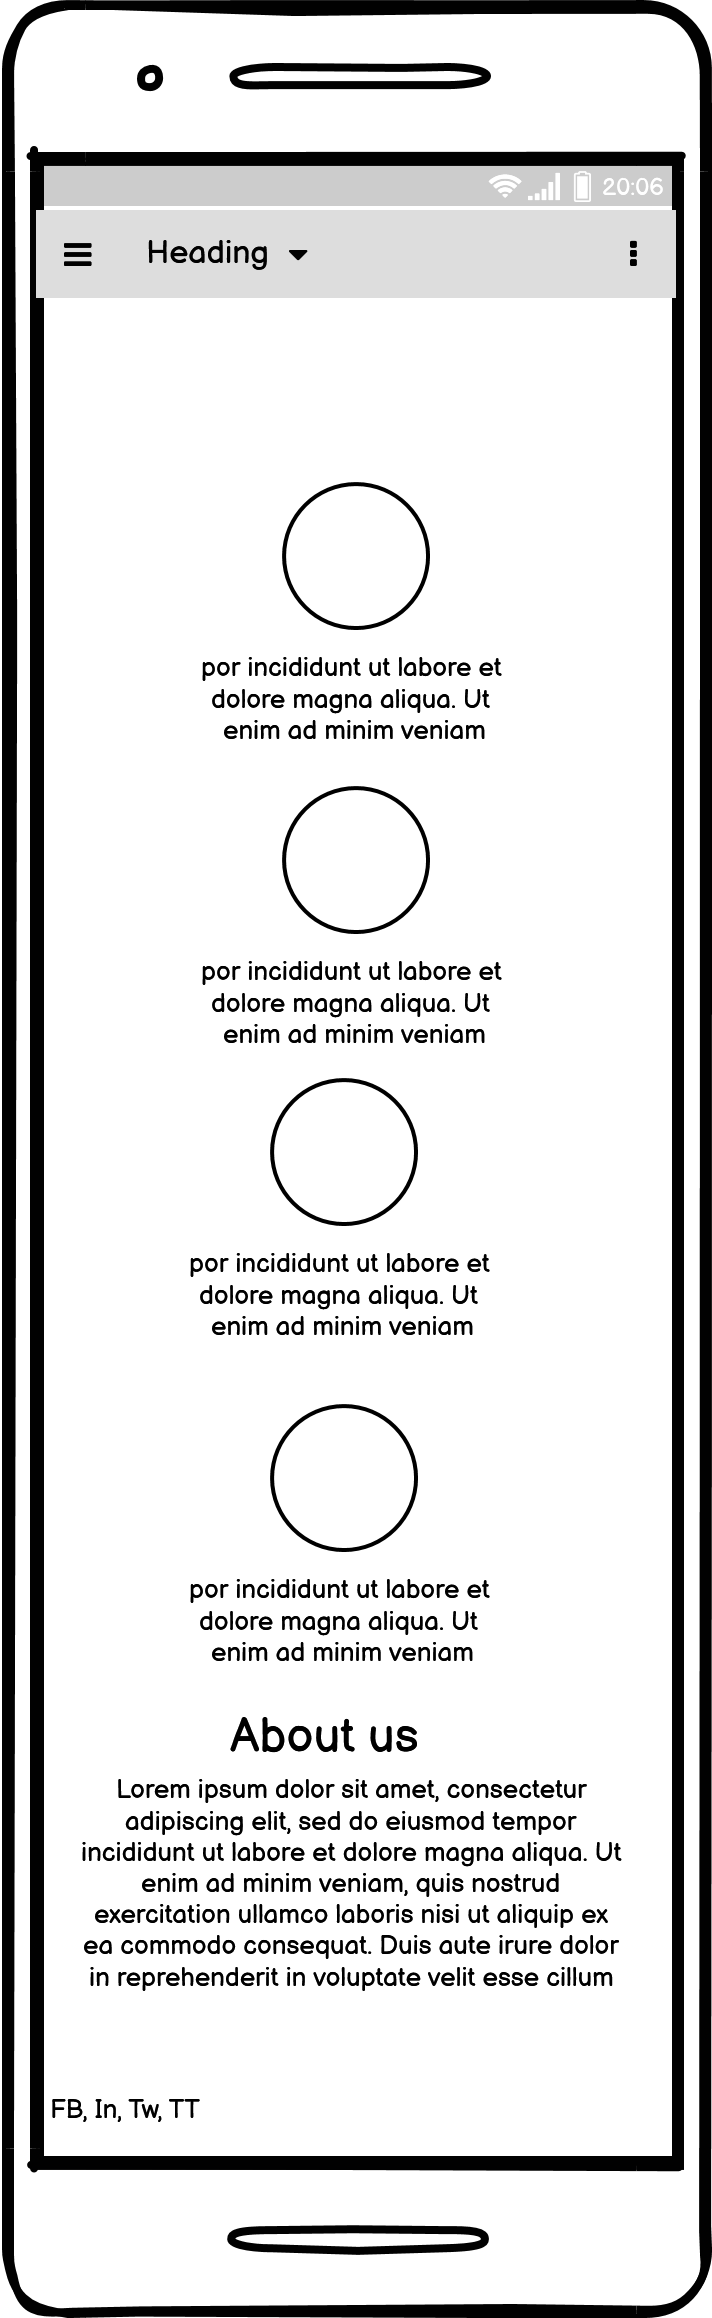 20:06
Heading
por incididunt ut labore et
dolore magna aliqua. Ut
enim ad minim veniam
por incididunt ut labore et
dolore magna aliqua. Ut
enim ad minim veniam
por incididunt ut labore et
dolore magna aliqua. Ut
enim ad minim veniam
por incididunt ut labore et
dolore magna aliqua. Ut
enim ad minim veniam
About us
Lorem ipsum dolor sit amet, consectetur
adipiscing elit, sed do eiusmod tempor
incididunt ut labore et dolore magna aliqua. Ut
enim ad minim veniam, quis nostrud
exercitation ullamco laboris nisi ut aliquip ex
ea commodo consequat. Duis aute irure dolor
in reprehenderit in voluptate velit esse cillum
FB, In, Tw, TT